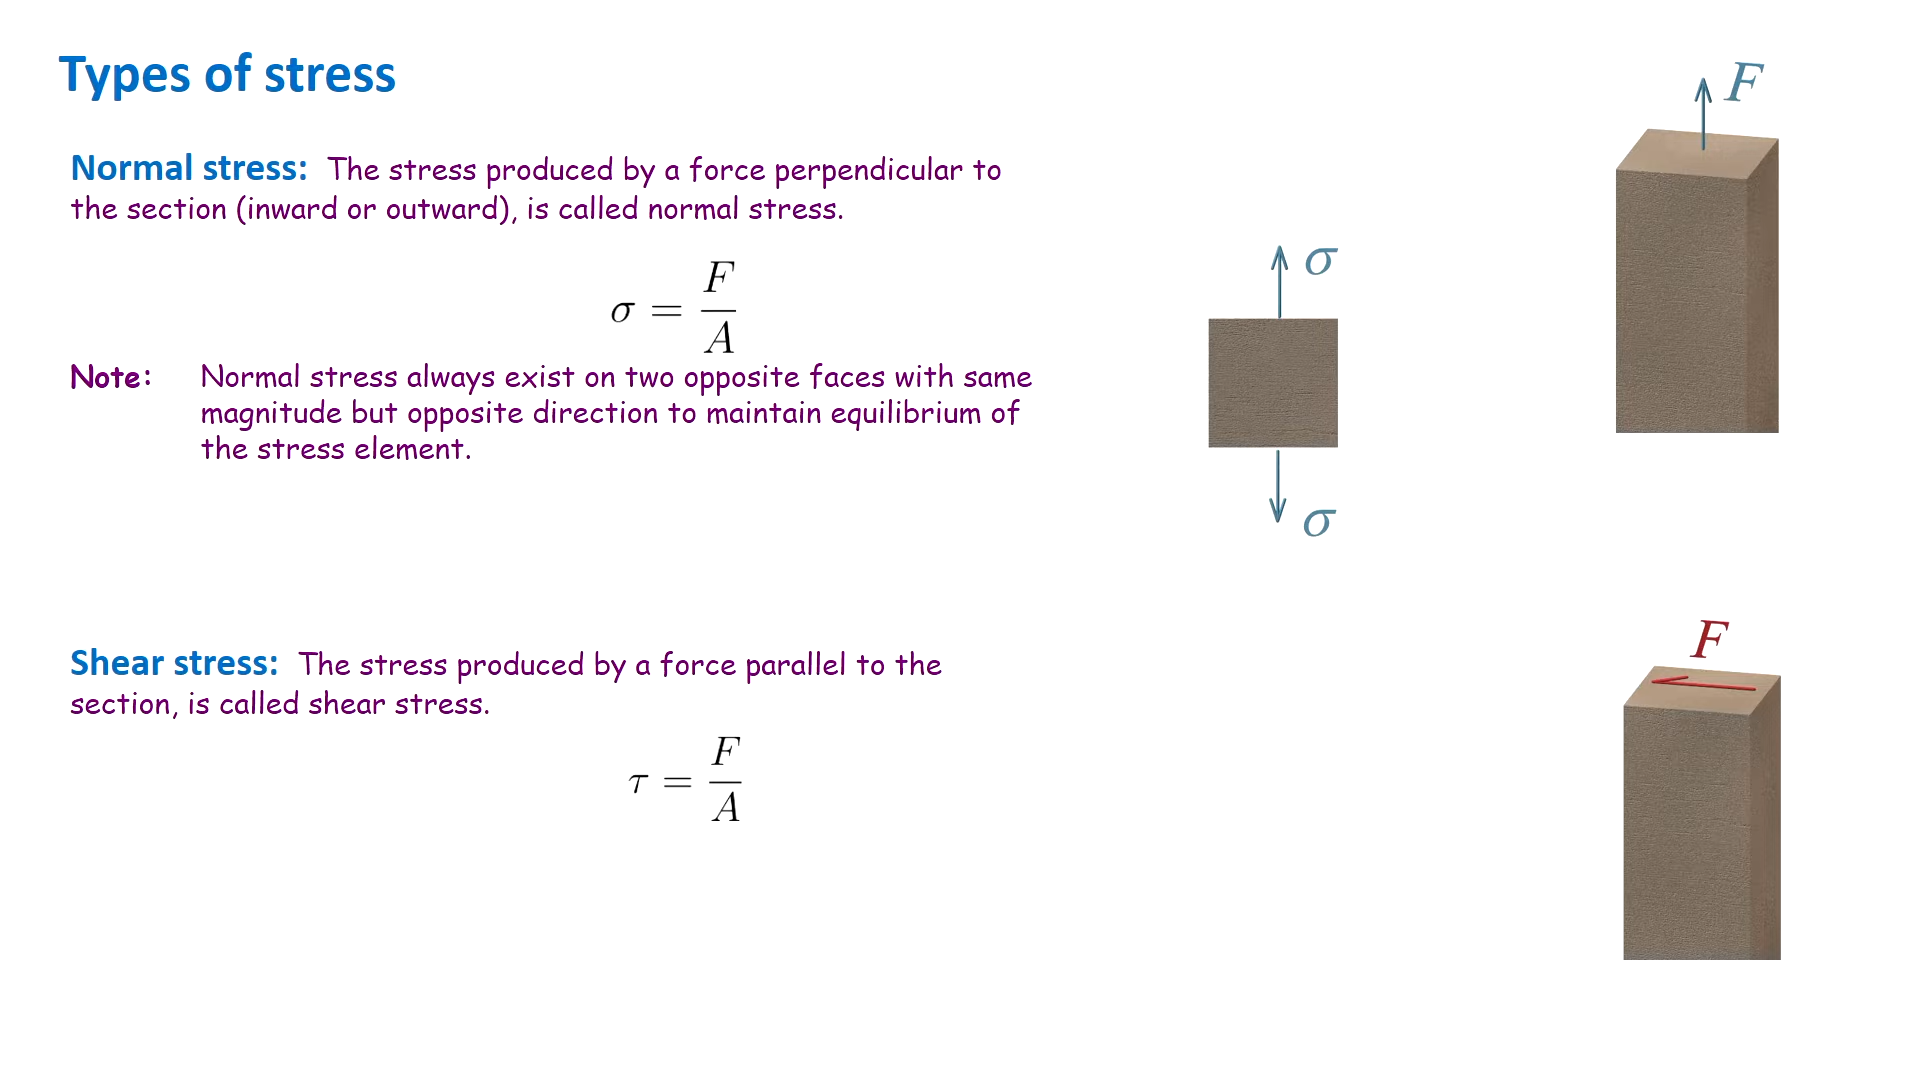 Types of stress
F
Normal stress: The stress produced by a force perpendicular to
the section (inward or outward), is called normal stress.
σ
σ = F/A
Note: Normal stress always exist on two opposite faces with same
magnitude but opposite direction to maintain equilibrium of
the stress element.
σ
F
Shear stress: The stress produced by a force parallel to the
section, is called shear stress.
τ = F/A